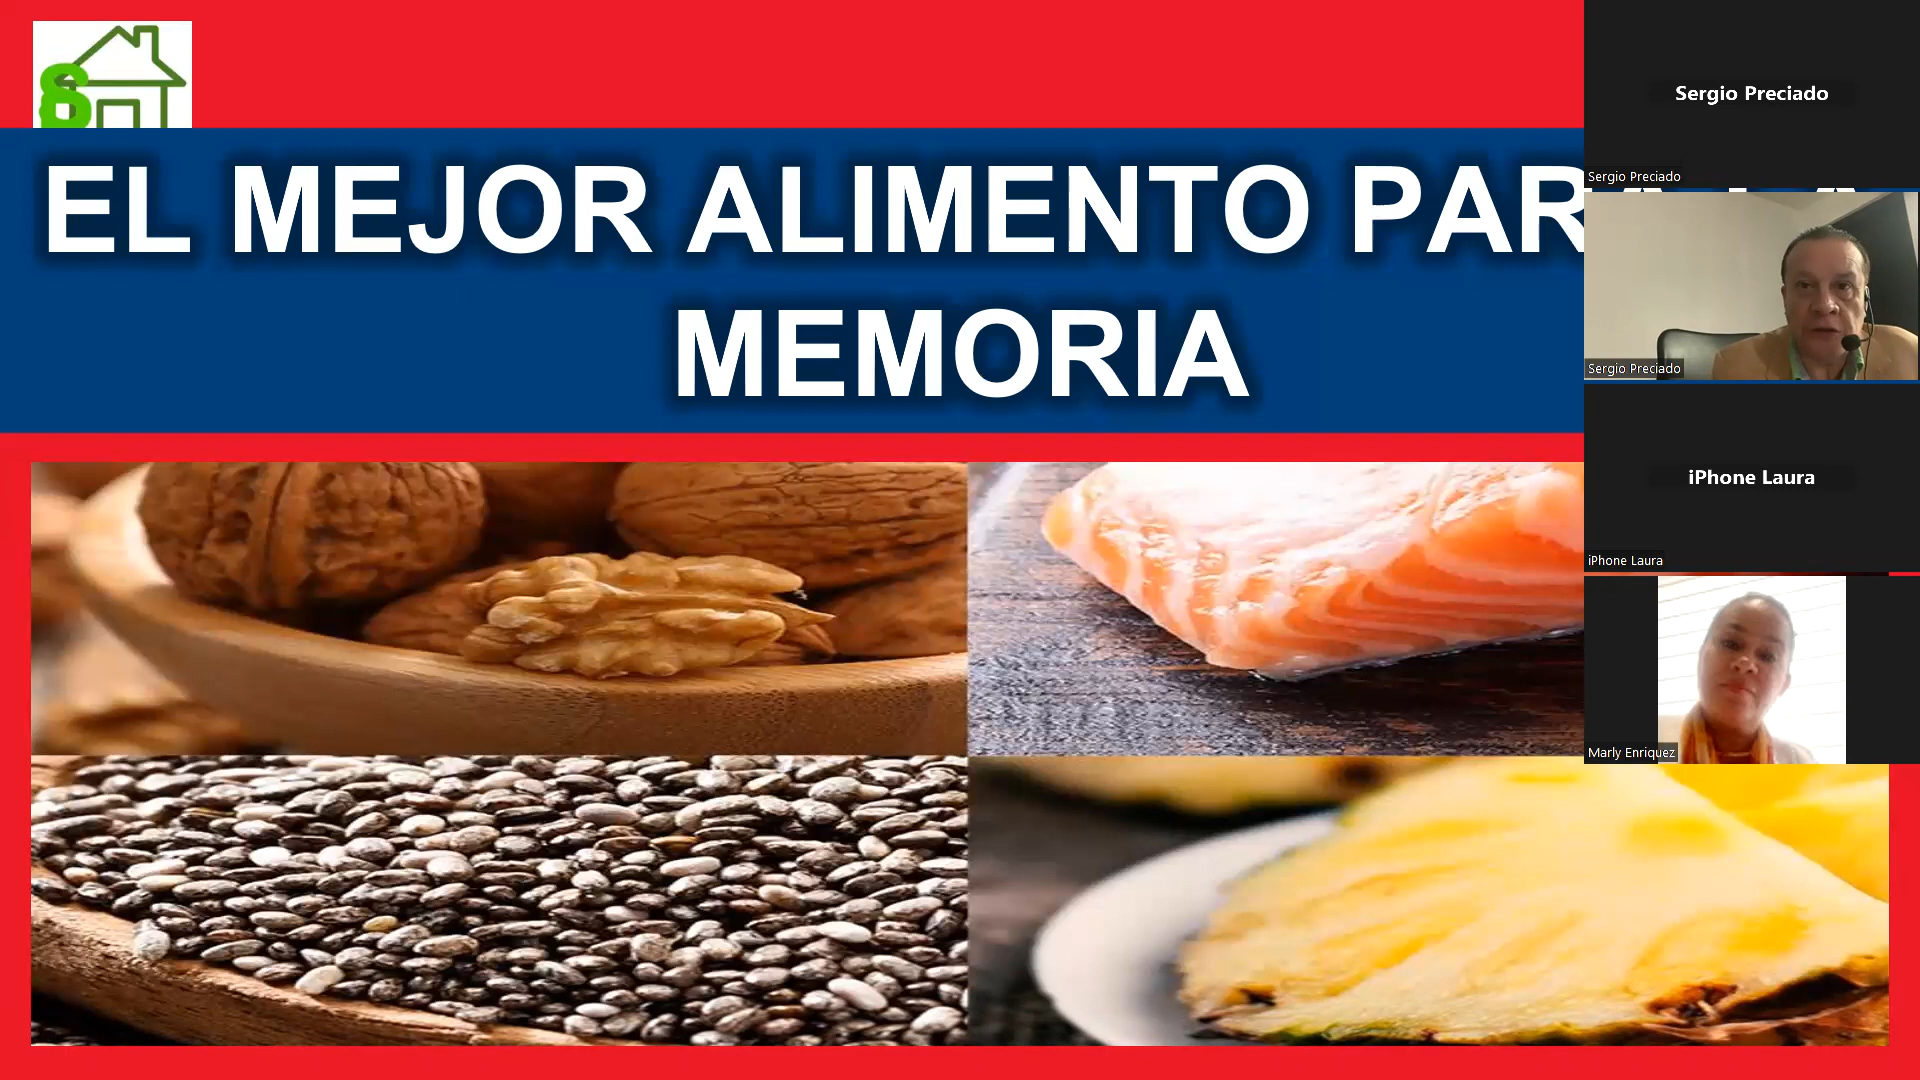 EL MEJOR ALIMENTO PAR
MEMORIA
Sergio Preciado
Sergio Preciado
Sergio Preciado
iPhone Laura
iPhone Laura
Marly Enriquez